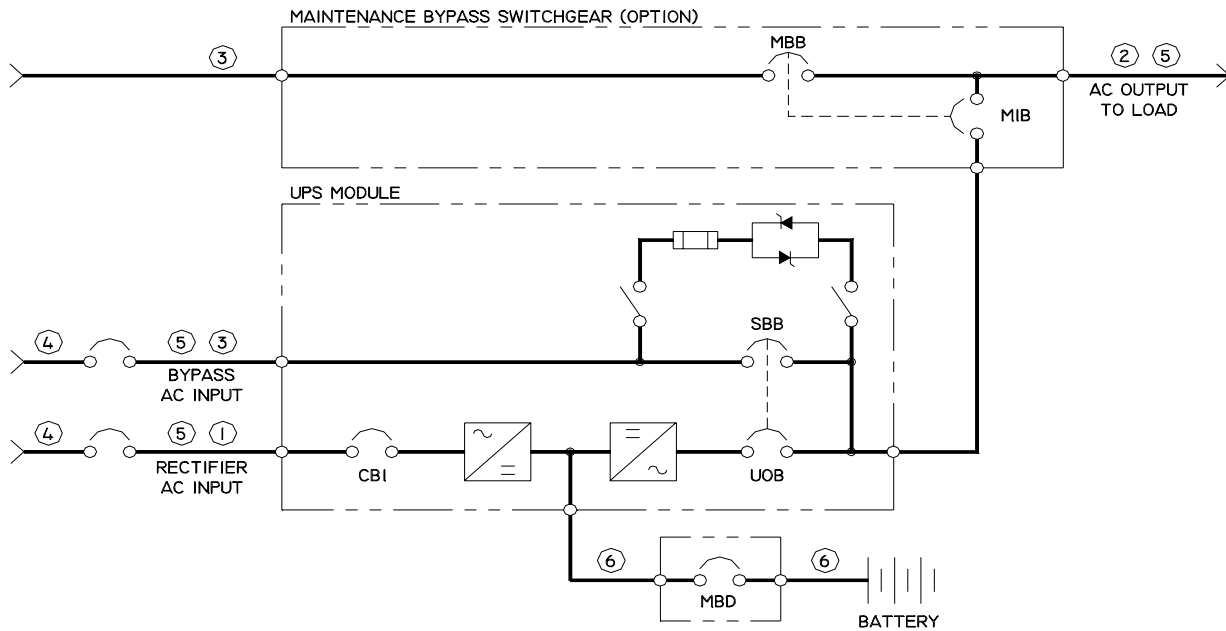 MAINTENANCE BYPASS SWITCHGEAR (OPTION)
3
MBB
2 5
AC OUTPUT
TO LOAD
MIB
UPS MODULE
SBB
4
5 3
BYPASS
AC INPUT
4
5 1
RECTIFIER
AC INPUT
CB1
UOB
6
6
MBD
BATTERY